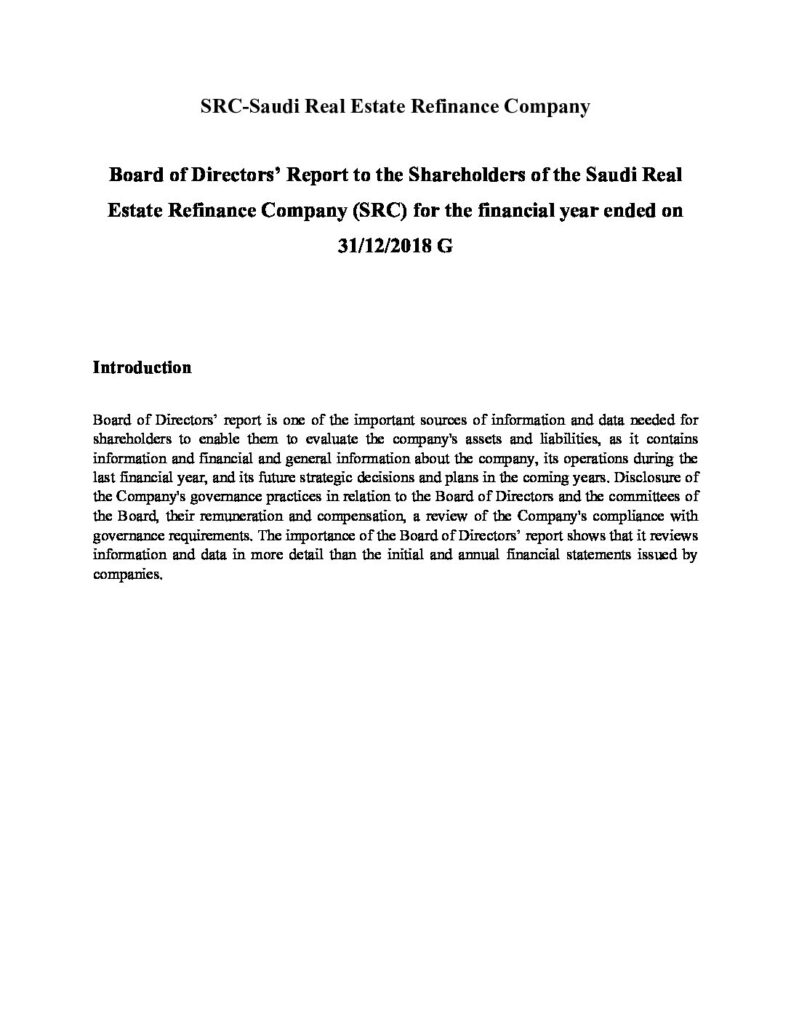 SRC-Saudi Real Estate Refinance Company
Board of Directors’ Report to the Shareholders of the Saudi Real
Estate Refinance Company (SRC) for the financial year ended on
31/12/2018 G
Introduction
Board of Directors’ report is one of the important sources of information and data needed for
shareholders to enable them to evaluate the company's assets and liabilities, as it contains
information and financial and general information about the company, its operations during the
last financial year, and its future strategic decisions and plans in the coming years. Disclosure of
the Company's governance practices in relation to the Board of Directors and the committees of
the Board, their remuneration and compensation, a review of the Company's compliance with
governance requirements. The importance of the Board of Directors’ report shows that it reviews
information and data in more detail than the initial and annual financial statements issued by
companies.